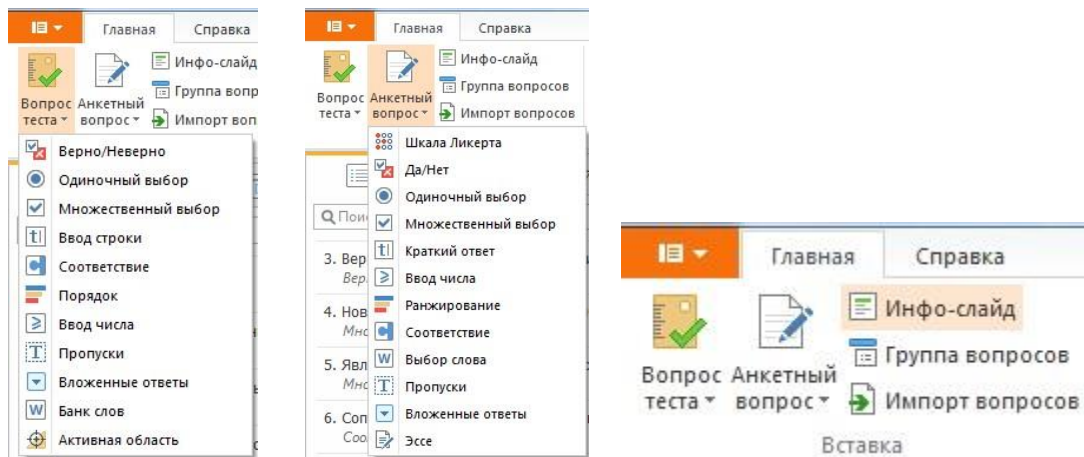 Главная Справка
Инфо-слайд
Группа вопр
Импорт воп
Вопрос теста
Анкетный вопрос
Верно/Неверно
Одиночный выбор
Множественный выбор
Ввод строки
Соответствие
Порядок
Ввод числа
Пропуски
Вложенные ответы
Банк слов
Активная область
Главная Справка
Инфо-слайд
Группа вопросов
Импорт вопросов
Вопрос теста
Анкетный вопрос
Шкала Ликерта
Да/Нет
Одиночный выбор
Множественный выбор
Краткий ответ
Ввод числа
Ранжирование
Соответствие
Выбор слова
Пропуски
Вложенные ответы
Эссе
3. Вер
Вер
4. Нов
Мно
5. Явл
Мно
6. Соп
Соо
Главная Справка
Инфо-слайд
Группа вопросов
Импорт вопросов
Вопрос теста
Анкетный вопрос
Вставка